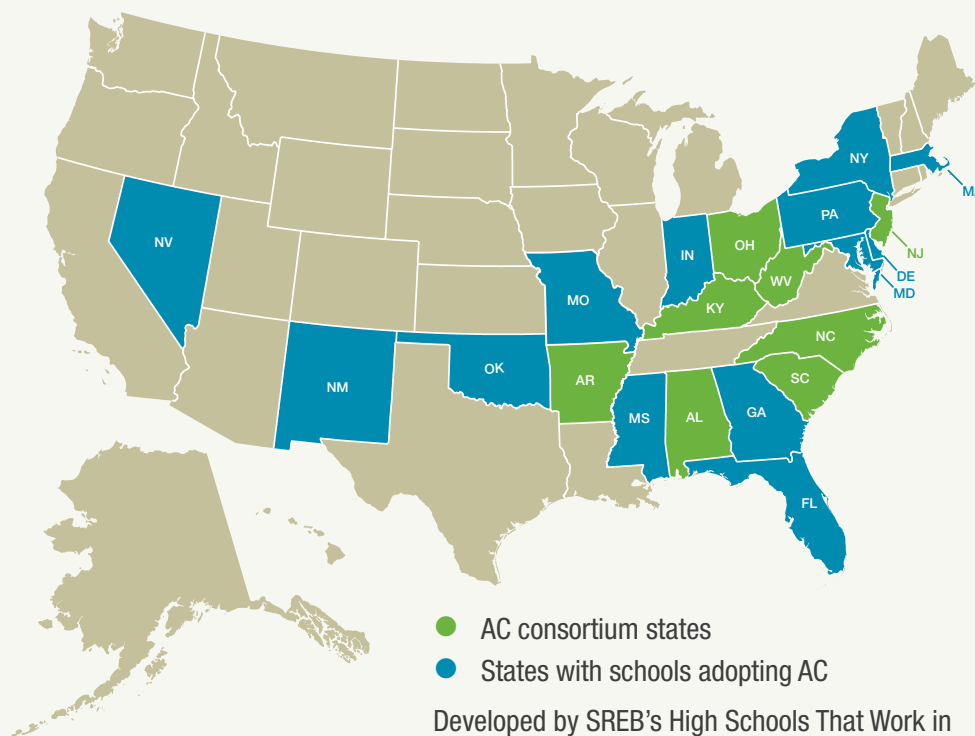 NY
M
PA
NV
OH
NJ
IN
WV
DE
MD
MO
KY
NC
OK
AR
SC
NM
MS
AL
GA
FL
AC consortium states
States with schools adopting AC
Developed by SREB's High Schools That Work in